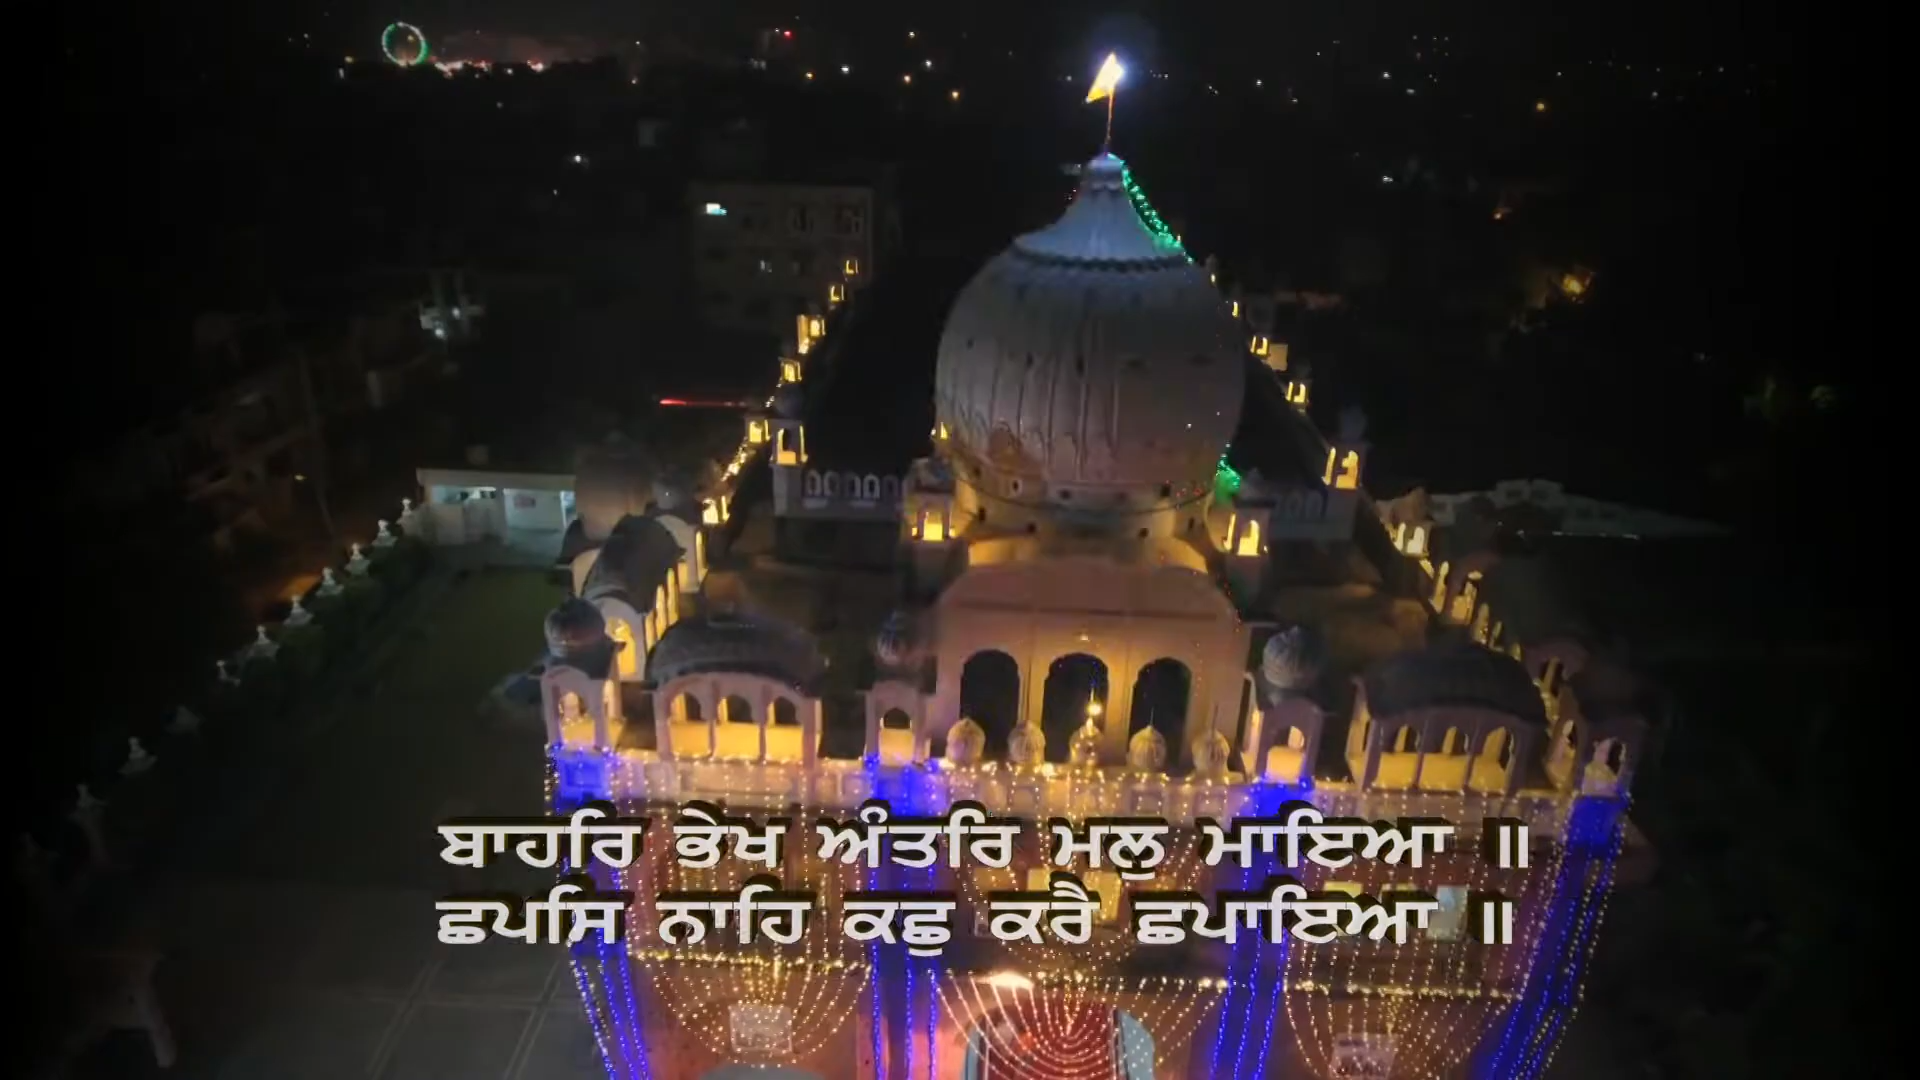 ਬਾਹਰਿ ਭੇਖ ਅੰਤਰਿ ਮਲੁ ਮਾਇਆ ॥
ਛਪਸਿ ਨਾਹਿ ਕਛੁ ਕਰੈ ਛਪਾਇਆ ॥